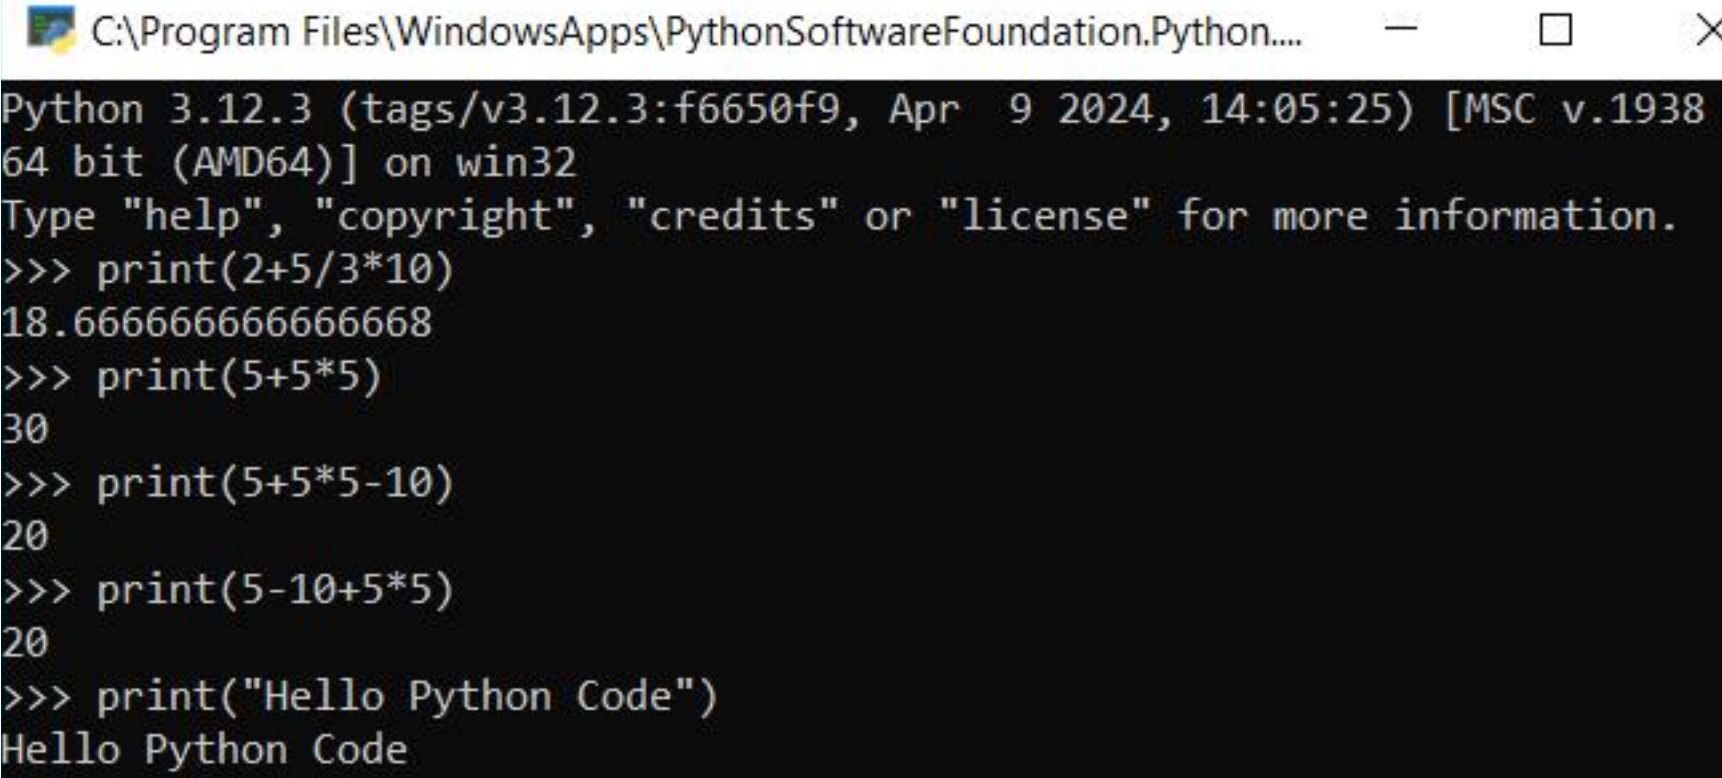 C:\Program Files\WindowsApps\PythonSoftwareFoundation.Python....
Python 3.12.3 (tags/v3.12.3:f6650f9, Apr  9 2024, 14:05:25) [MSC v.1938
64 bit (AMD64)] on win32
Type "help", "copyright", "credits" or "license" for more information.
>>> print(2+5/3*10)
18.666666666666668
>>> print(5+5*5)
30
>>> print(5+5*5-10)
20
>>> print(5-10+5*5)
20
>>> print("Hello Python Code")
Hello Python Code